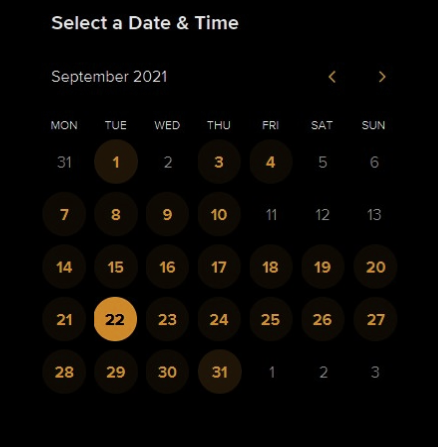 Select a Date & Time
September 2021
MON TUE WED THU FRI SAT SUN
31 1 2 3 4 5 6
7 8 9 10 11 12 13
14 15 16 17 18 19 20
21 22 23 24 25 26 27
28 29 30 31 1 2 3